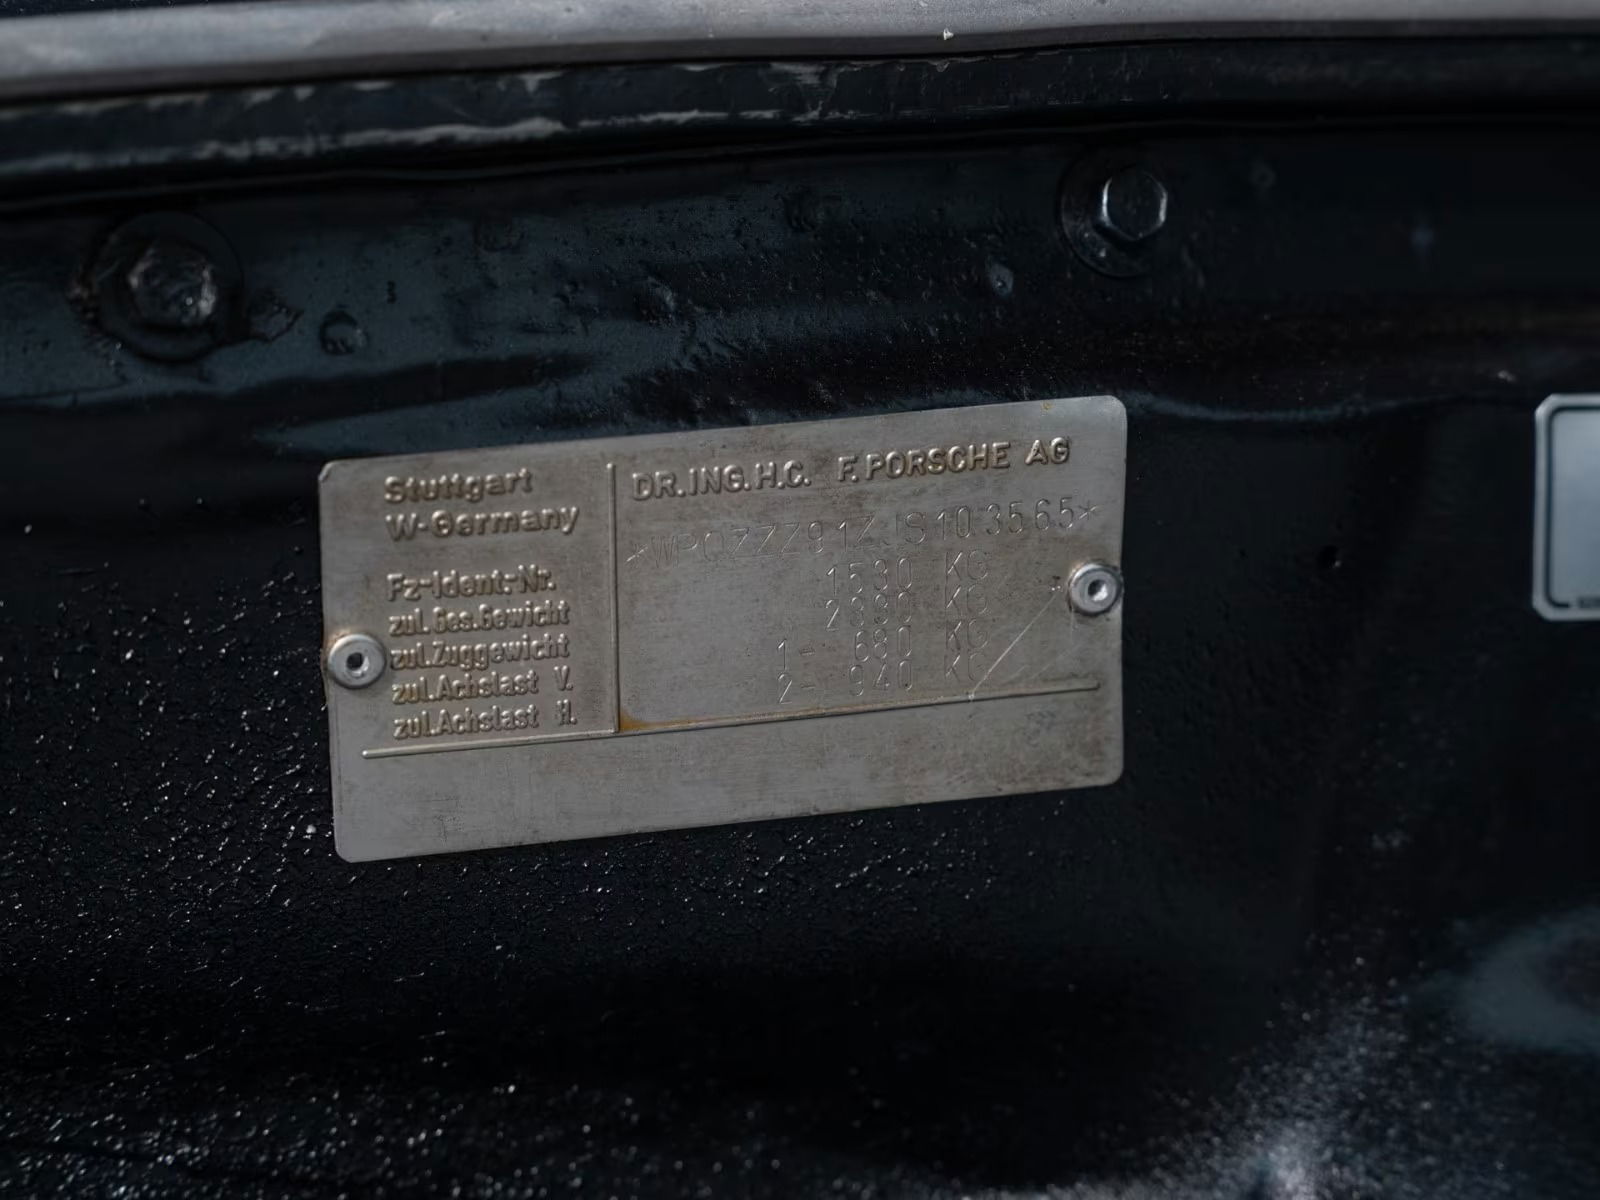 Stuttgart
W-Germany
DR.ING.H.C. F.PORSCHE AG
Fz-Ident.-Nr.
*WP0ZZZ91ZJS103565*
zul.Ges.Gewicht
1530 KG
zul.Zuggewicht
2330 KG
zul.Achslast V.
1- 680 KG
zul.Achslast H.
2- 940 KG